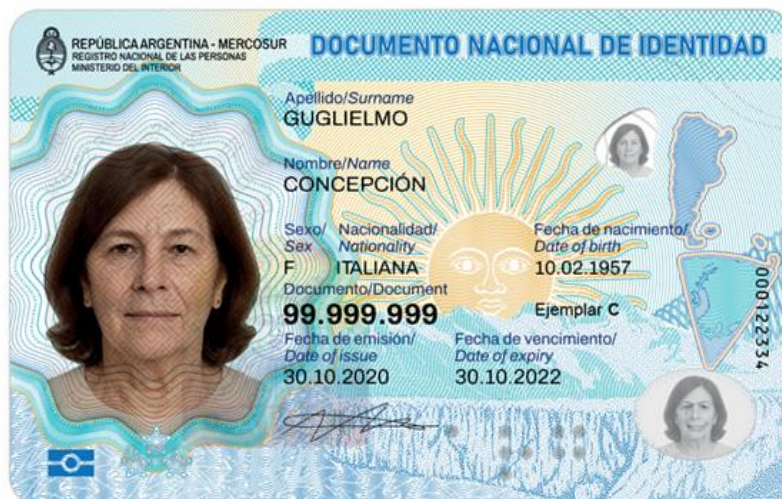 REPÚBLICA ARGENTINA - MERCOSUR
REGISTRO NACIONAL DE LAS PERSONAS
MINISTERIO DEL INTERIOR
DOCUMENTO NACIONAL DE IDENTIDAD
Apellido/Surname
GUGLIELMO
Nombre/Name
CONCEPCIÓN
Sexo/ Nacionalidad/ Fecha de nacimiento/
Sex Nationality Date of birth
F ITALIANA 10.02.1957
Documento/Document
99.999.999 Ejemplar C
Fecha de emisión/ Fecha de vencimiento/
Date of issue Date of expiry
30.10.2020 30.10.2022
000122334